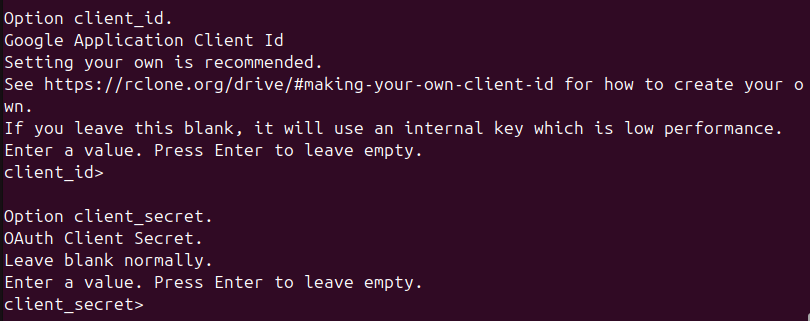 Option client_id.
Google Application Client Id
Setting your own is recommended.
See https://rclone.org/drive/#making-your-own-client-id for how to create your o
wn.
If you leave this blank, it will use an internal key which is low performance.
Enter a value. Press Enter to leave empty.
client_id>
Option client_secret.
OAuth Client Secret.
Leave blank normally.
Enter a value. Press Enter to leave empty.
client_secret>